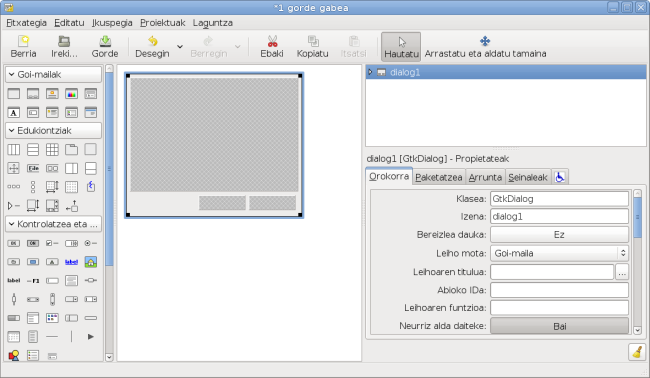 *1 gorde gabea
Fitxategia Editatu Ikuspegia Proiektuak Laguntza
Berria Ireki... Gorde Desegin Berregin Ebaki Kopiatu Itsatsi Hautatu Arrastatu eta aldatu tamaina
Goi-mailak
Edukiontziak
Kontrolatzea eta ...
label
label
dialog1
dialog1 [GtkDialog] - Propietateak
Orokorra Paketatzea Arrunta Seinaleak
Klasea: GtkDialog
Izena: dialog1
Bereizlea dauka: Ez
Leiho mota: Goi-maila
Leihoaren titulua: ...
Abioko IDa:
Leihoaren funtzioa:
Neurriz alda daiteke: Bai